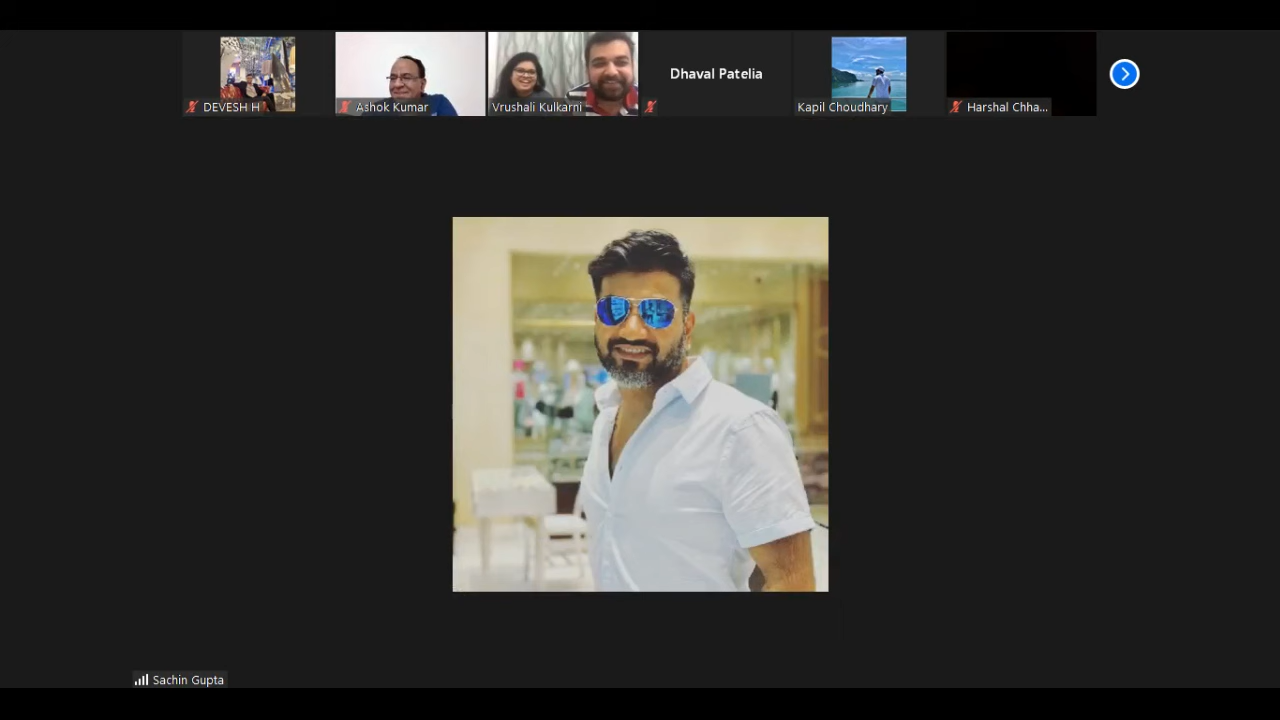 Dhaval Patelia
DEVESH H
Ashok Kumar
Vrushali Kulkarni
Kapil Choudhary
Harshal Chha...
Sachin Gupta